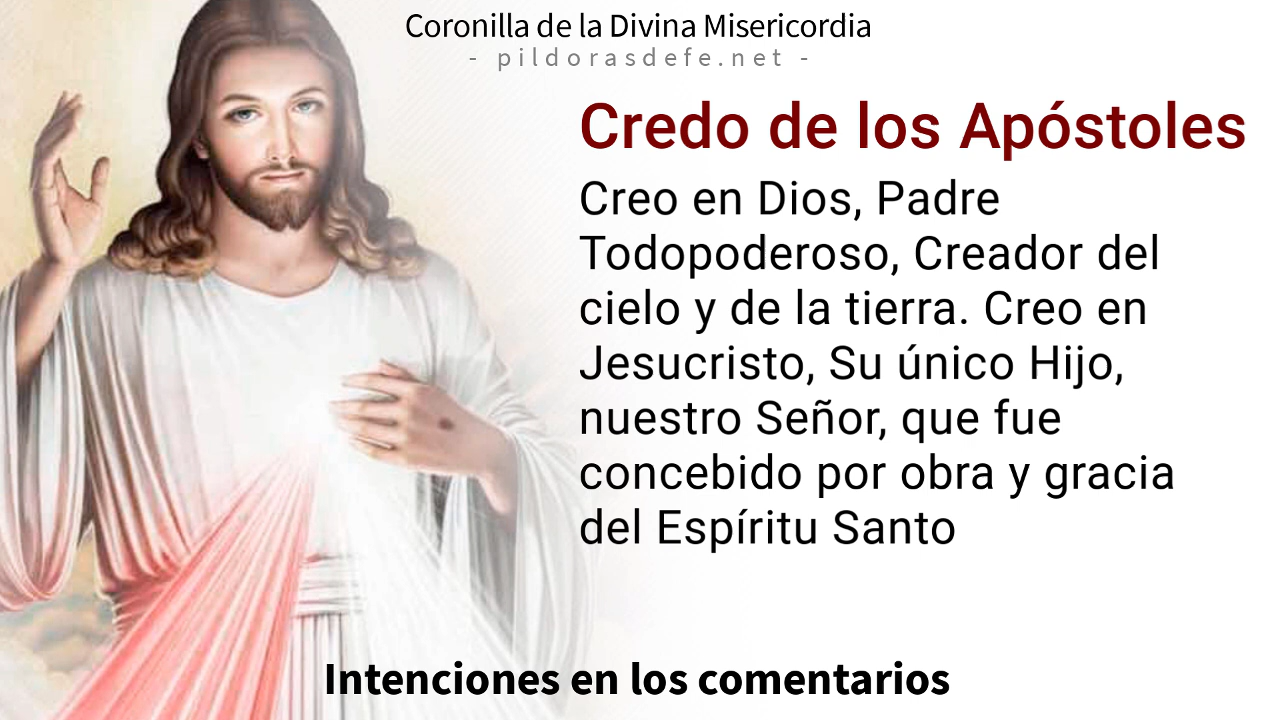 Coronilla de la Divina Misericordia
- pildorasdefe.net -
Credo de los Apóstoles
Creo en Dios, Padre
Todopoderoso, Creador del
cielo y de la tierra. Creo en
Jesucristo, Su único Hijo,
nuestro Señor, que fue
concebido por obra y gracia
del Espíritu Santo
Intenciones en los comentarios